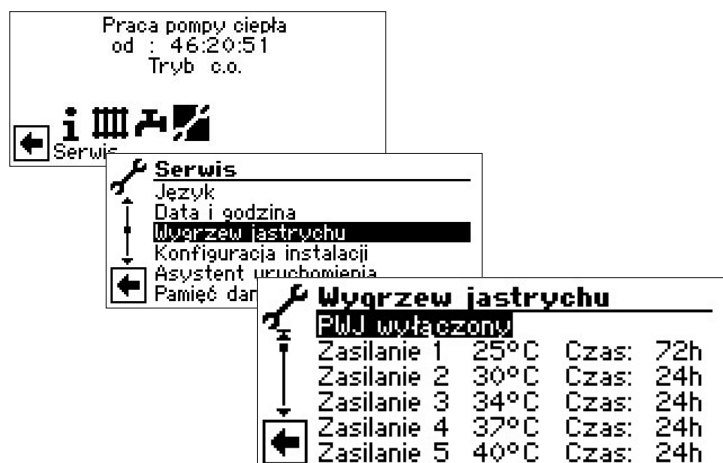 Praca pompy ciepła
od : 46:20:51
Tryb c.o.
Serwis
Serwis
Język
Data i godzina
Wygrzew jastrychu
Konfiguracja instalacji
Asystent uruchomienia
Pamięć dan
Wygrzew jastrychu
PWJ wyłączony
Zasilanie 1 25°C Czas: 72h
Zasilanie 2 30°C Czas: 24h
Zasilanie 3 34°C Czas: 24h
Zasilanie 4 37°C Czas: 24h
Zasilanie 5 40°C Czas: 24h